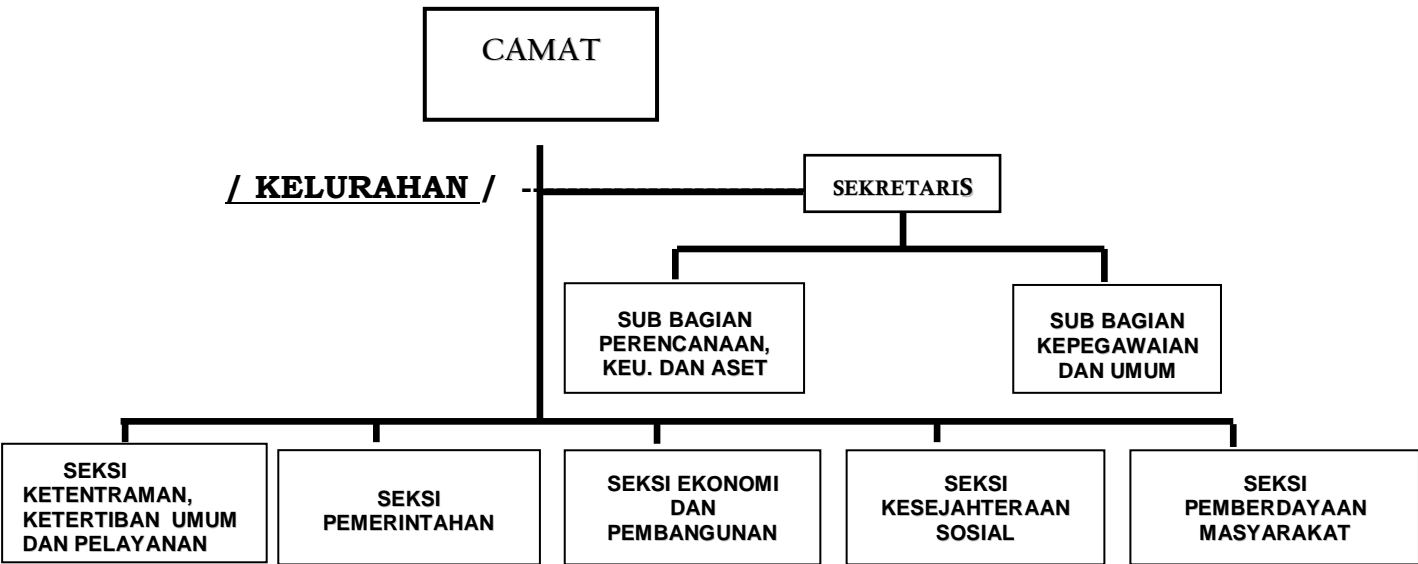 CAMAT
/ KELURAHAN / --
SEKRETARIS
SUB BAGIAN
PERENCANAAN,
KEU. DAN ASET
SUB BAGIAN
KEPEGAWAIAN
DAN UMUM
SEKSI
KETENTRAMAN,
KETERTIBAN UMUM
DAN PELAYANAN
SEKSI
PEMERINTAHAN
SEKSI EKONOMI
DAN
PEMBANGUNAN
SEKSI
KESEJAHTERAAN
SOSIAL
SEKSI
PEMBERDAYAAN
MASYARAKAT